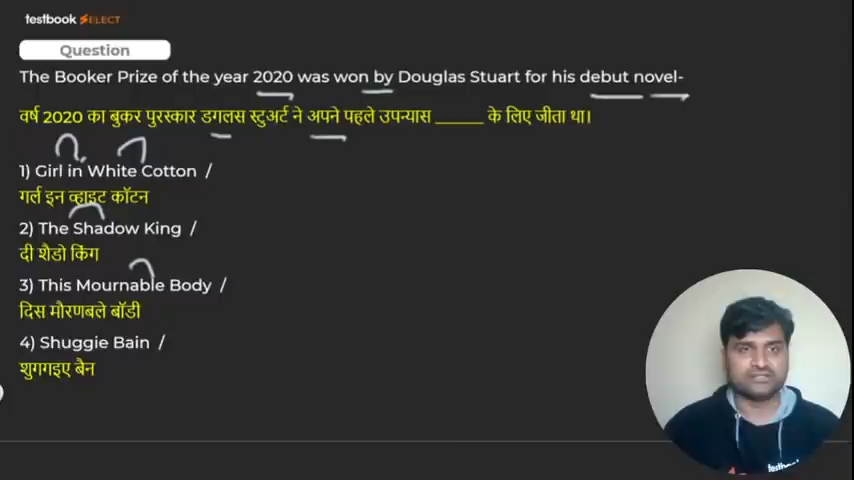 testbook SELECT
Question
The Booker Prize of the year 2020 was won by Douglas Stuart for his debut novel-
वर्ष 2020 का बुकर पुरस्कार डगलस स्टुअर्ट ने अपने पहले उपन्यास ______ के लिए जीता था।
1) Girl in White Cotton /
गर्ल इन व्हाइट कॉटन
2) The Shadow King /
दी शैडो किंग
3) This Mournable Body /
दिस मौरणबले बॉडी
4) Shuggie Bain /
शुगगइए बैन